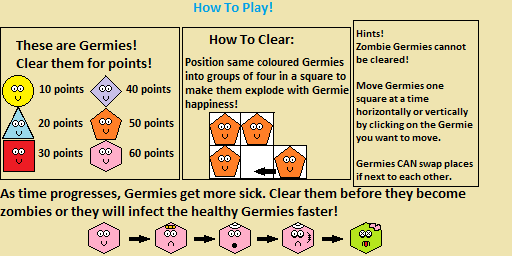 How To Play!
These are Germies!
Clear them for points!
10 points
40 points
20 points
50 points
30 points
60 points
How To Clear:
Position same coloured Germies
into groups of four in a square to
make them explode with Germie
happiness!
Hints!
Zombie Germies cannot
be cleared!
Move Germies one
square at a time
horizontally or vertically
by clicking on the Germie
you want to move.
Germies CAN swap places
if next to each other.
As time progresses, Germies get more sick. Clear them before they become
zombies or they will infect the healthy Germies faster!